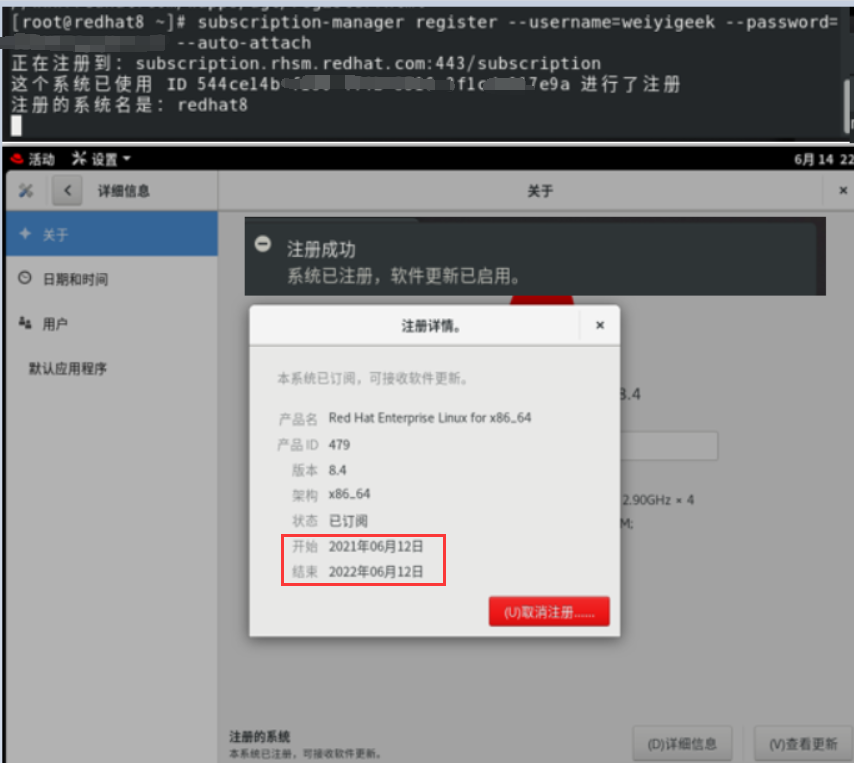 [root@redhat8 ~]# subscription-manager register --username=weiyigeek --password=
--auto-attach
正在注册到: subscription.rhsm.redhat.com:443/subscription
这个系统已使用 ID 544ce14b 7e9a 进行了注册
注册的系统名是: redhat8
活动 设置 6月 14 22
详细信息 关于
关于
日期和时间
用户
默认应用程序
注册成功
系统已注册，软件更新已启用。
注册详情。
本系统已订阅，可接收软件更新。
产品名 Red Hat Enterprise Linux for x86_64
产品 ID 479
版本 8.4
架构 x86_64
状态 已订阅
开始 2021年06月12日
结束 2022年06月12日
(U)取消注册......
8.4
2.90GHz × 4
M;
注册的系统
本系统已注册，可接收软件更新。
(D)详细信息 (V)查看更新